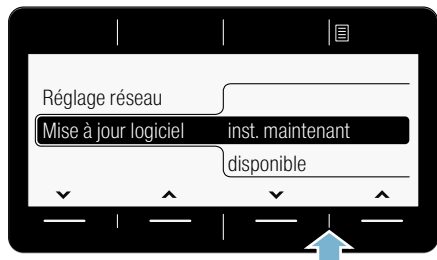 Réglage réseau
Mise à jour logiciel inst. maintenant
disponible